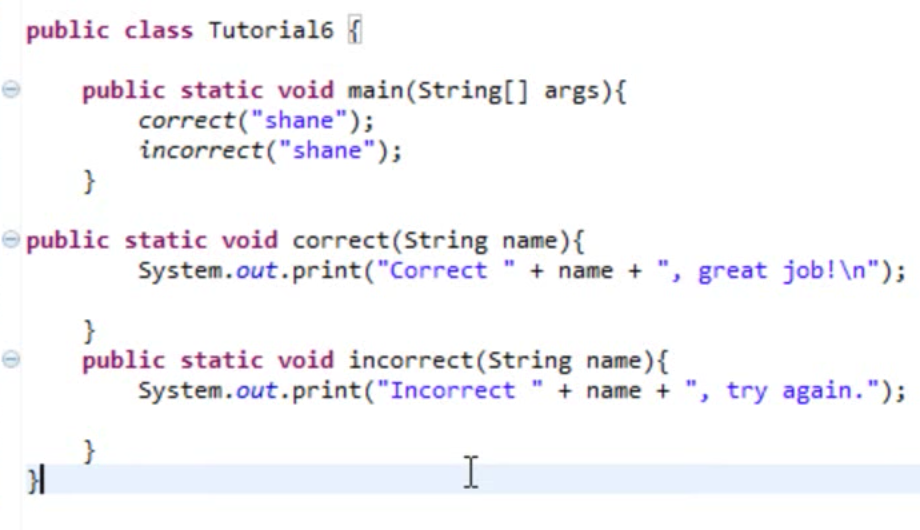 public class Tutorial6 {
public static void main(String[] args){
correct("shane");
incorrect("shane");
}
public static void correct(String name){
System.out.print("Correct " + name + ", great job!\n");
}
public static void incorrect(String name){
System.out.print("Incorrect " + name + ", try again.");
}
}